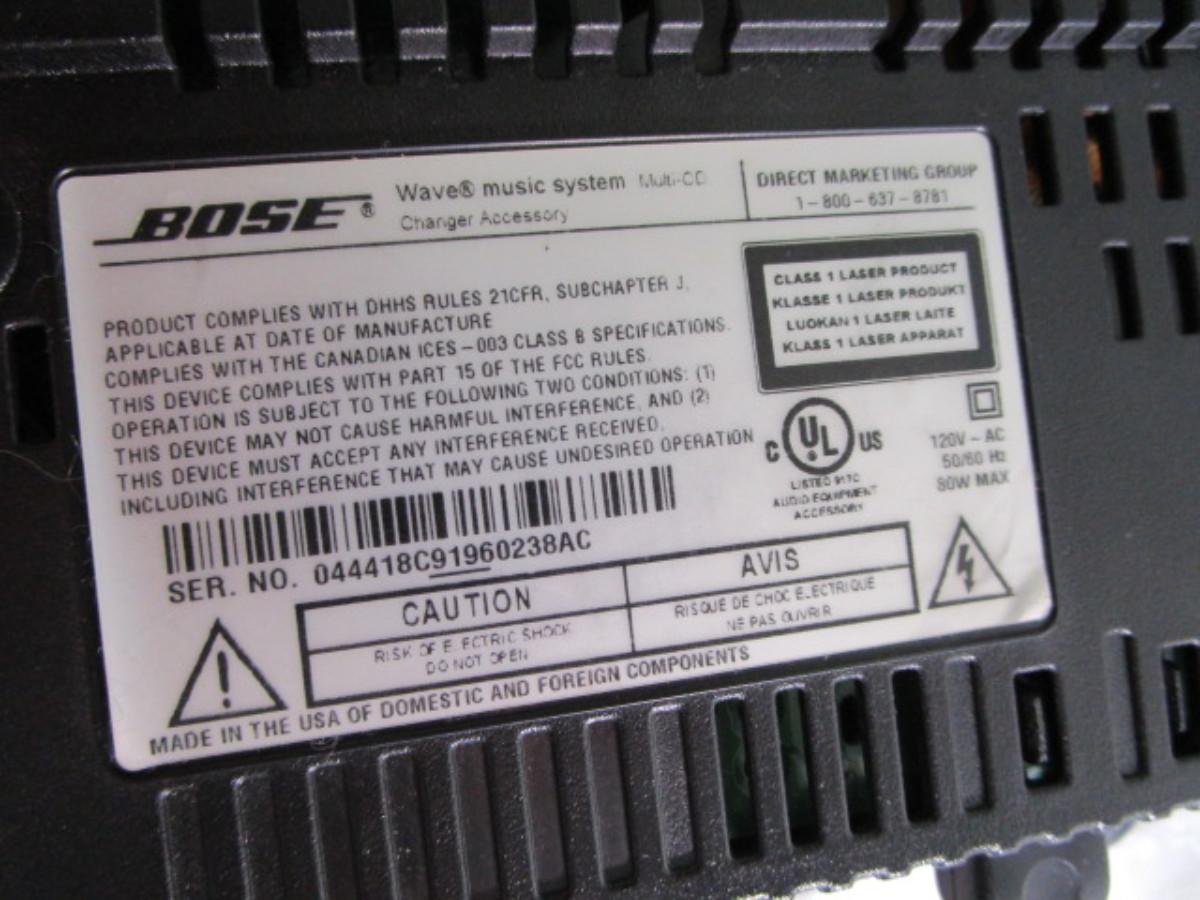 BOSE®
Wave® music system Multi-CD
Changer Accessory
DIRECT MARKETING GROUP
1-800-637-8781
PRODUCT COMPLIES WITH DHHS RULES 21CFR, SUBCHAPTER J,
APPLICABLE AT DATE OF MANUFACTURE
COMPLIES WITH THE CANADIAN ICES-003 CLASS B SPECIFICATIONS.
THIS DEVICE COMPLIES WITH PART 15 OF THE FCC RULES.
OPERATION IS SUBJECT TO THE FOLLOWING TWO CONDITIONS: (1)
THIS DEVICE MAY NOT CAUSE HARMFUL INTERFERENCE, AND (2)
THIS DEVICE MUST ACCEPT ANY INTERFERENCE RECEIVED,
INCLUDING INTERFERENCE THAT MAY CAUSE UNDESIRED OPERATION
CLASS 1 LASER PRODUCT
KLASSE 1 LASER PRODUKT
LUOKAN 1 LASER LAITE
KLASS 1 LASER APPARAT
C UL US
LISTED 917C
AUDIO EQUIPMENT
ACCESSORY
120V - AC
50/60 Hz
80W MAX
SER. NO. 044418C91960238AC
CAUTION
RISK OF ELECTRIC SHOCK
DO NOT OPEN
AVIS
RISQUE DE CHOC ELECTRIQUE
NE PAS OUVRIR
MADE IN THE USA OF DOMESTIC AND FOREIGN COMPONENTS